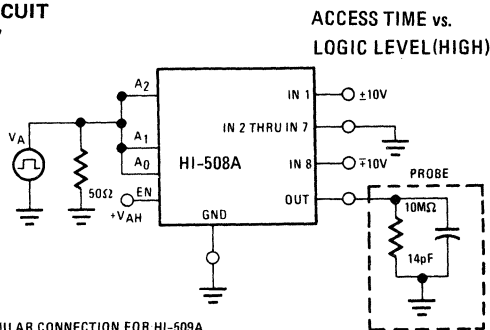 CUIT
ACCESS TIME vs.
LOGIC LEVEL(HIGH)
A2
IN 1
±10V
VA
A1
IN 2 THRU IN 7
A0
HI-508A
IN 8
∓10V
50Ω
EN
+VAH
OUT
PROBE
GND
10MΩ
14pF
ILAR CONNECTION FOR HI-509A